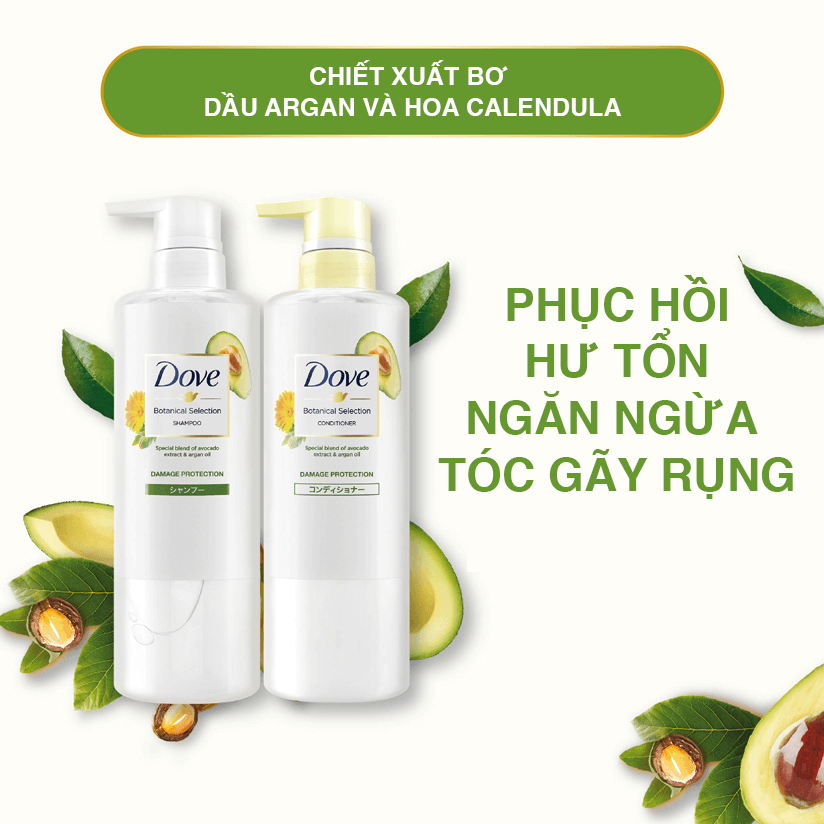 CHIẾT XUẤT BƠ
DẦU ARGAN VÀ HOA CALENDULA
PHỤC HỒI
HƯ TỔN
NGĂN NGỪA
TÓC GÃY RỤNG
Dove
Botanical Selection
SHAMPOO
Special blend of avocado
extract & argan oil
DAMAGE PROTECTION
シャンプー
Dove
Botanical Selection
CONDITIONER
Special blend of avocado
extract & argan oil
DAMAGE PROTECTION
コンディショナー